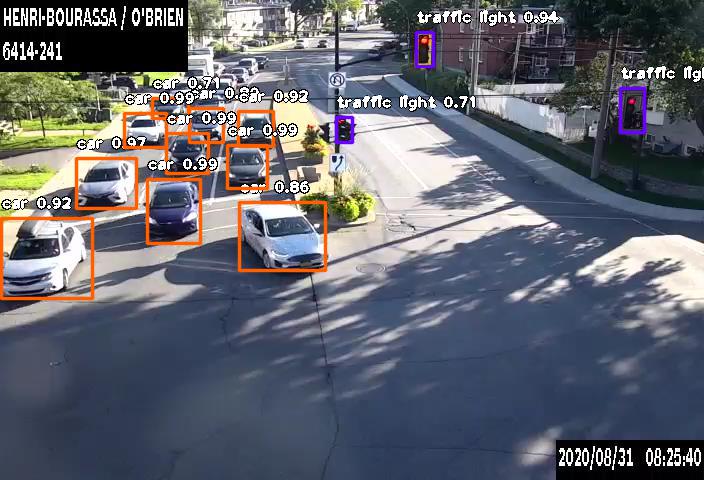 HENRI-BOURASSA / O'BRIEN
6414-241
traffic light 0.94
traffic lig
car 0.71
car 0.99
car 0.92
traffic light 0.71
car 0.99
car 0.99
car 0.97
car 0.99
car 0.86
car 0.92
2020/08/31 08:25:40